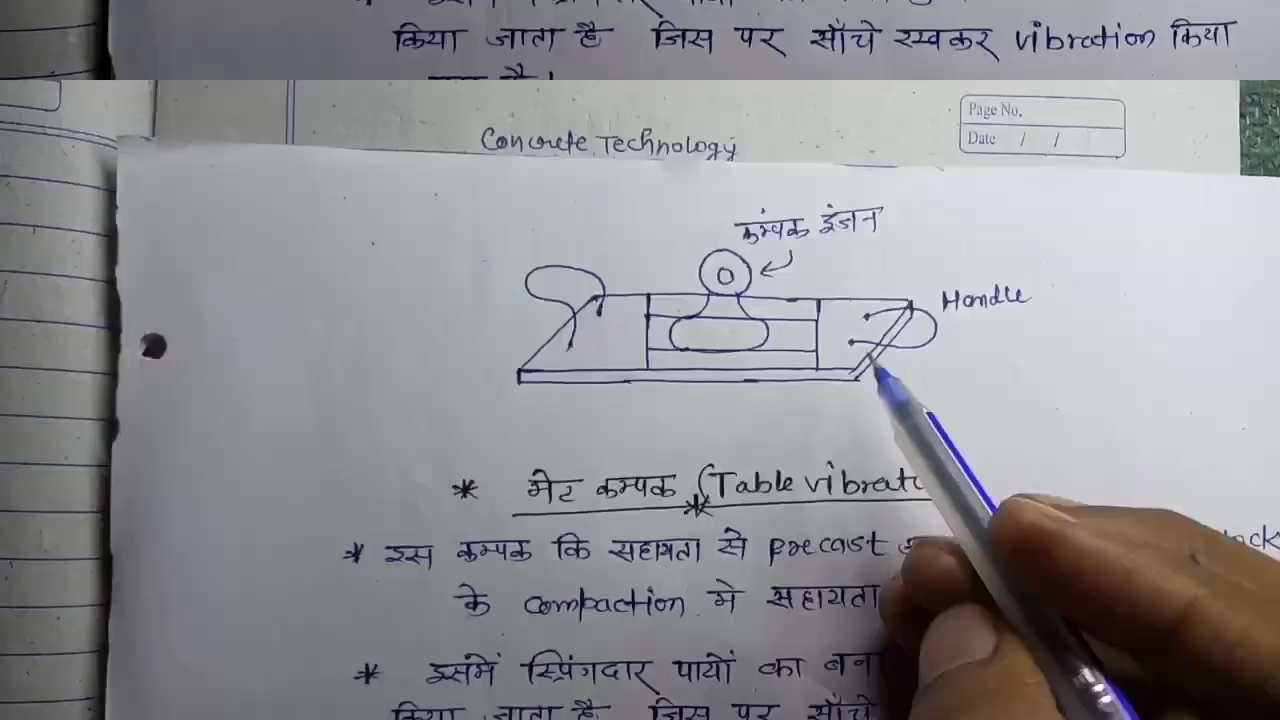 किया जाता है जिस पर साँचे रखकर vibration किया
है।
Page No.
Date / /
Concrete Technology
कम्पक इंजन
Handle
* मेट कम्पक (Table vibrat
* इस कम्पक कि सहायता से precast
के compaction मे सहायता
* इसमें स्प्रिंगदार पायों का बन
किया जाता है जिस पर साँचे